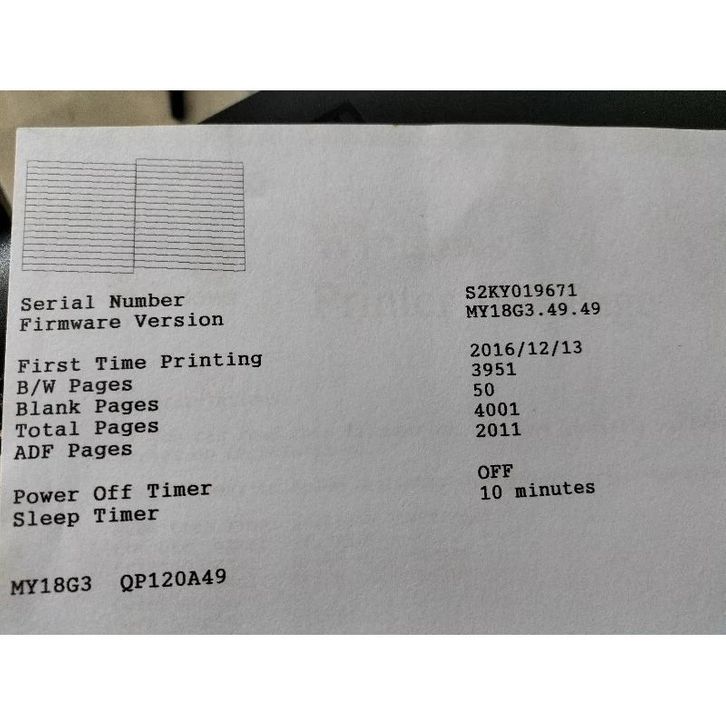 Serial Number S2KY019671
Firmware Version MY18G3.49.49
First Time Printing 2016/12/13
B/W Pages 3951
Blank Pages 50
Total Pages 4001
ADF Pages 2011
Power Off Timer OFF
Sleep Timer 10 minutes
MY18G3 QP120A49